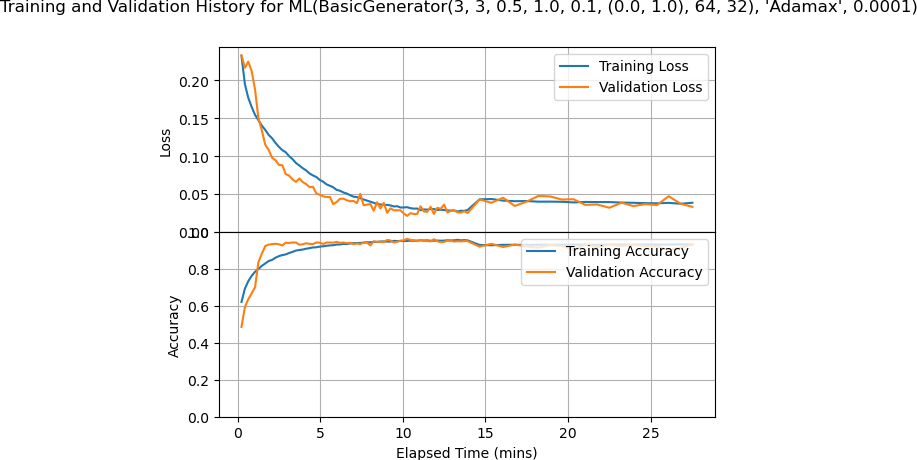 Training and Validation History for ML(BasicGenerator(3, 3, 0.5, 1.0, 0.1, (0.0, 1.0), 64, 32), 'Adamax', 0.0001)
Training Loss
Validation Loss
0.20
0.15
0.10
0.05
0.00
Loss
1.0
Training Accuracy
Validation Accuracy
0.8
0.6
0.4
0.2
0.0
Accuracy
0 5 10 15 20 25
Elapsed Time (mins)